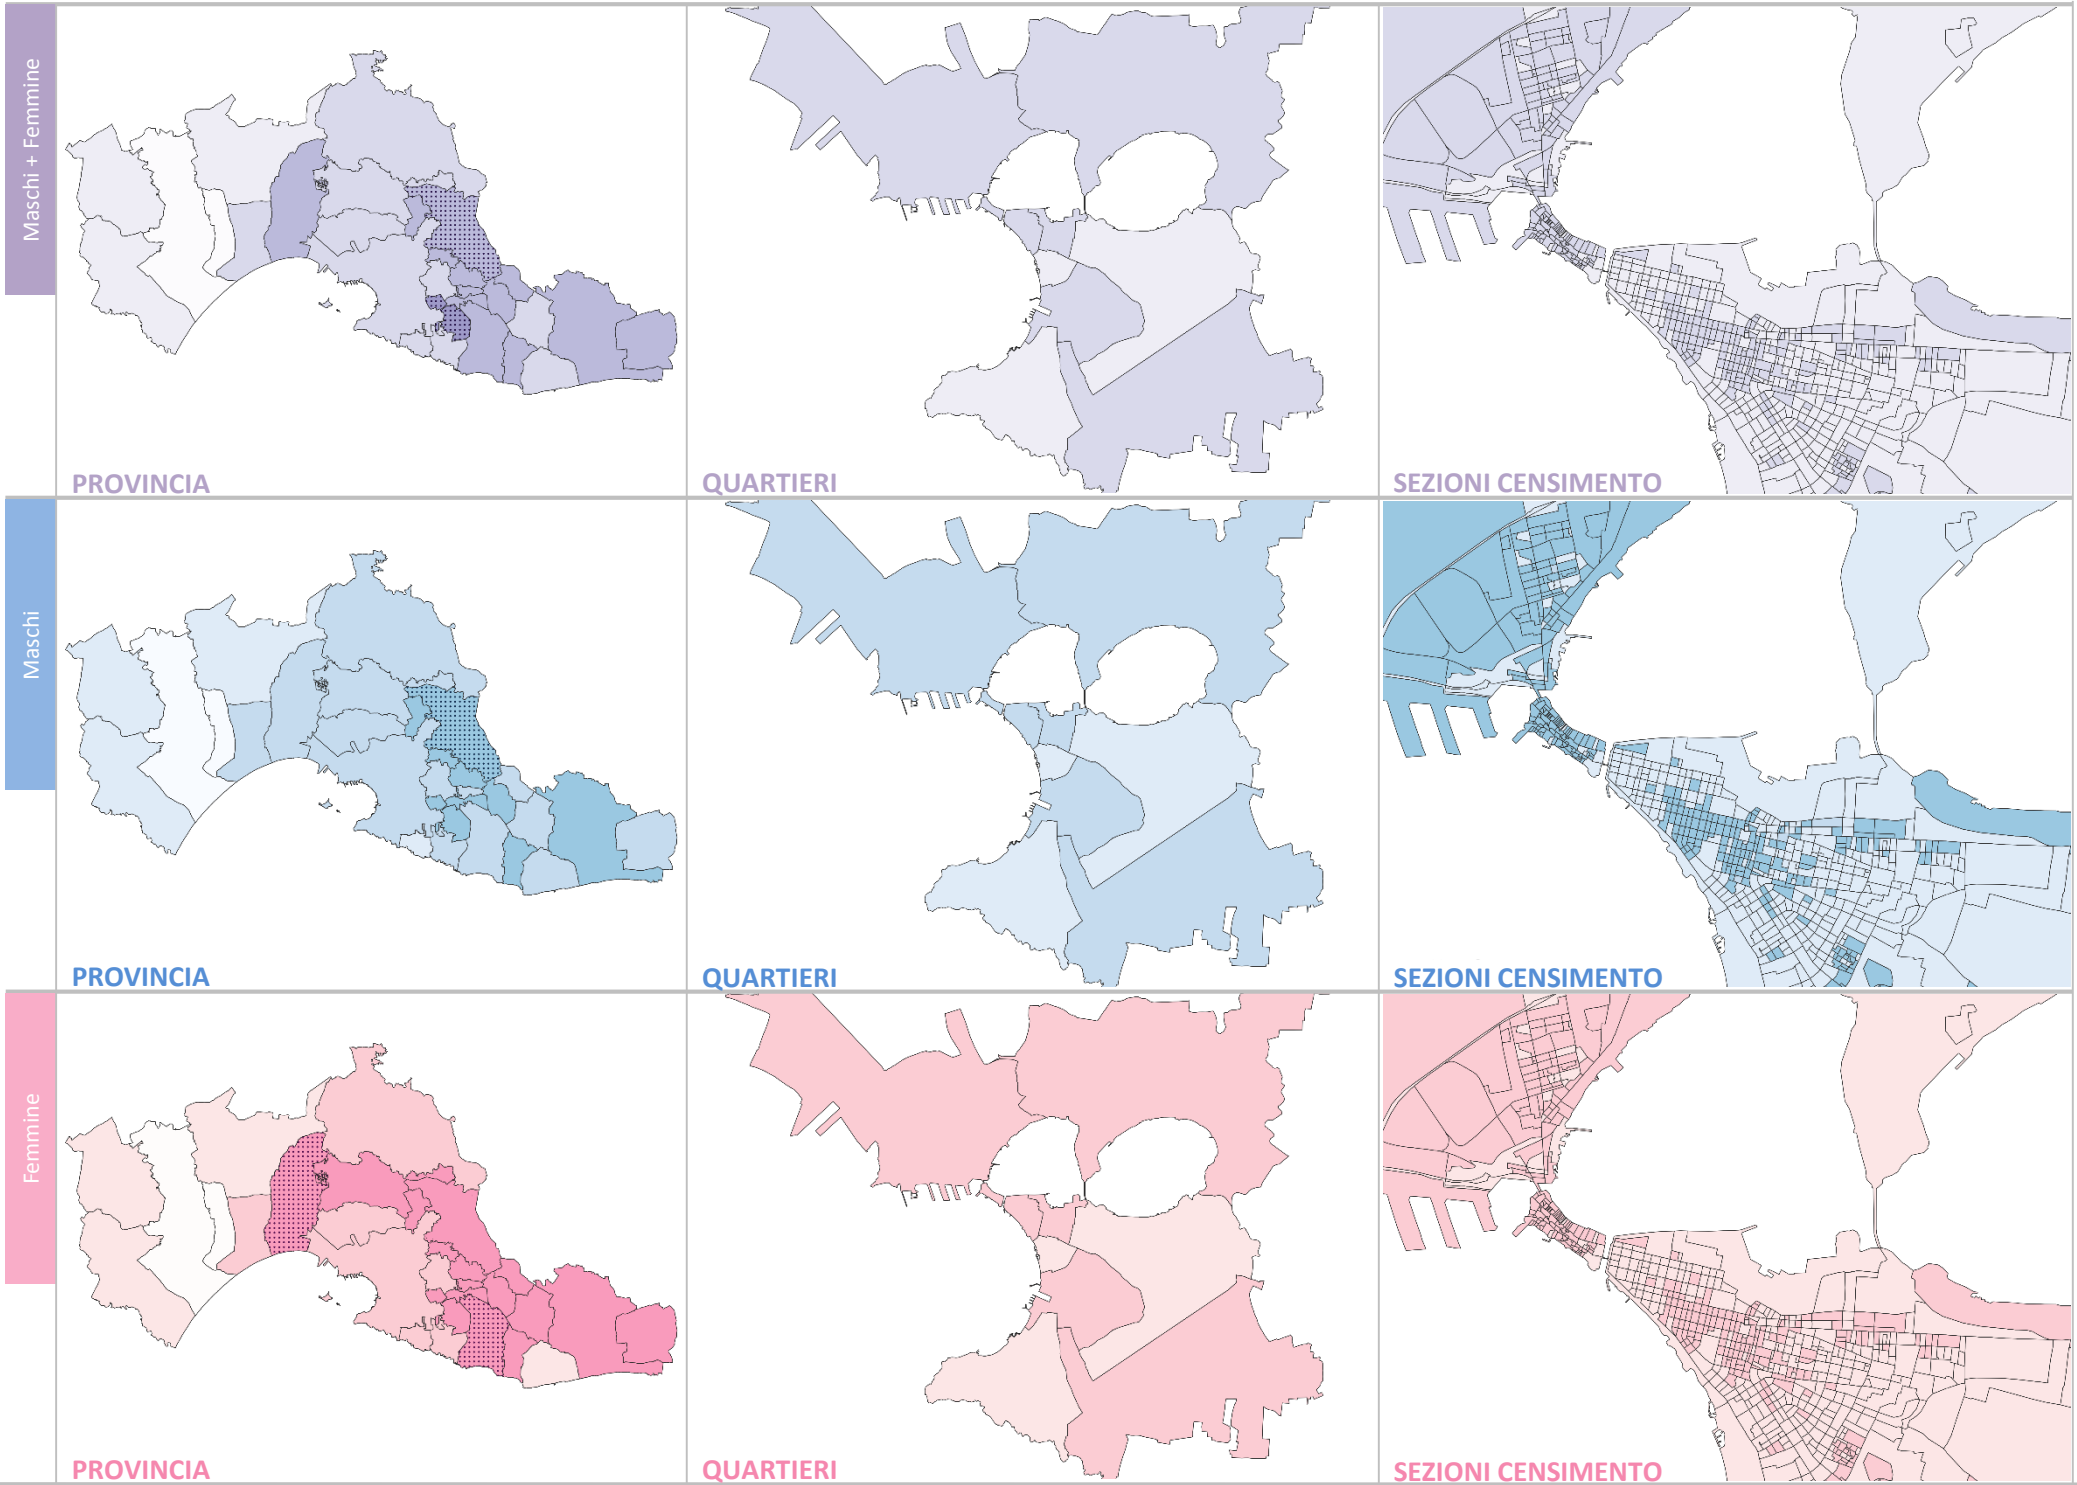 Maschi + Femmine
PROVINCIA
QUARTIERI
SEZIONI CENSIMENTO
Maschi
PROVINCIA
QUARTIERI
SEZIONI CENSIMENTO
Femmine
PROVINCIA
QUARTIERI
SEZIONI CENSIMENTO